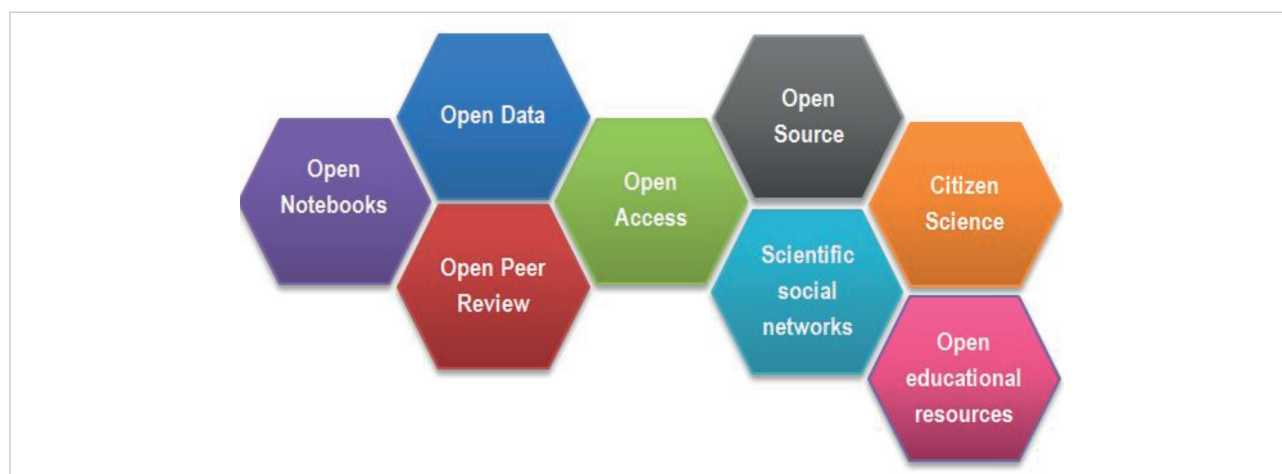 Open
Notebooks
Open Data
Open Peer
Review
Open
Access
Open
Source
Scientific
social
networks
Citizen
Science
Open
educational
resources